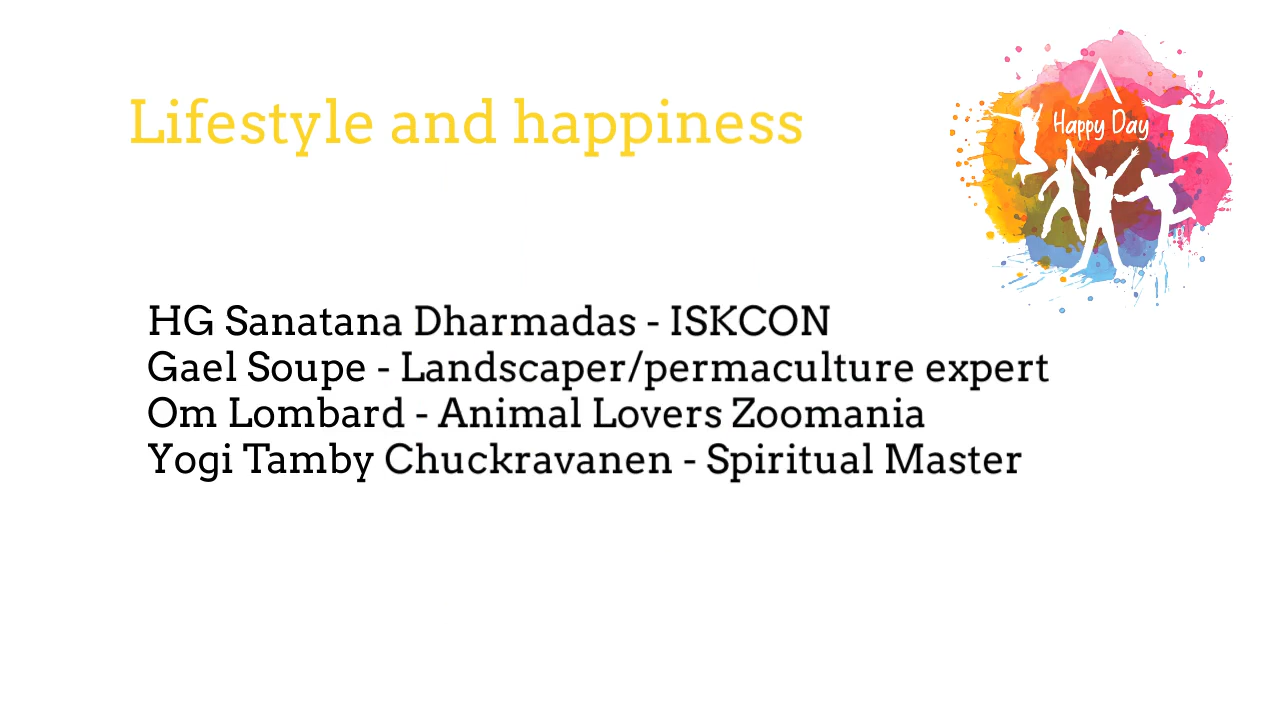 Lifestyle and happiness
Happy Day
HG Sanatana Dharmadas - ISKCON
Gael Soupe - Landscaper/permaculture expert
Om Lombard - Animal Lovers Zoomania
Yogi Tamby Chuckravanen - Spiritual Master